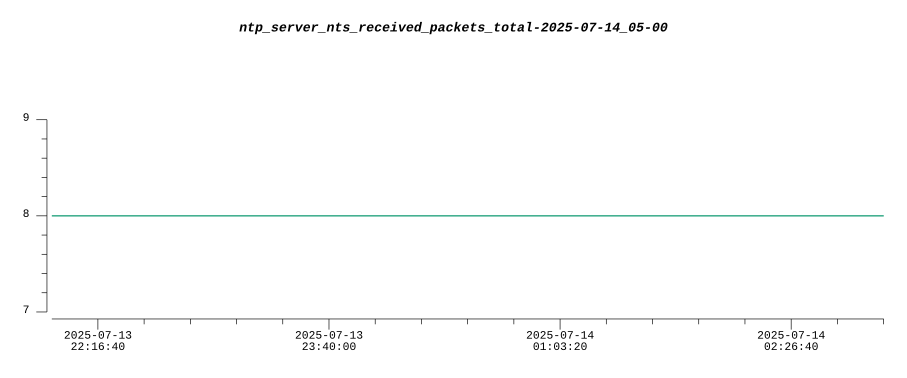 ntp_server_nts_received_packets_total-2025-07-14_05-00
9
8
7
2025-07-13 2025-07-13 2025-07-14 2025-07-14
22:16:40 23:40:00 01:03:20 02:26:40